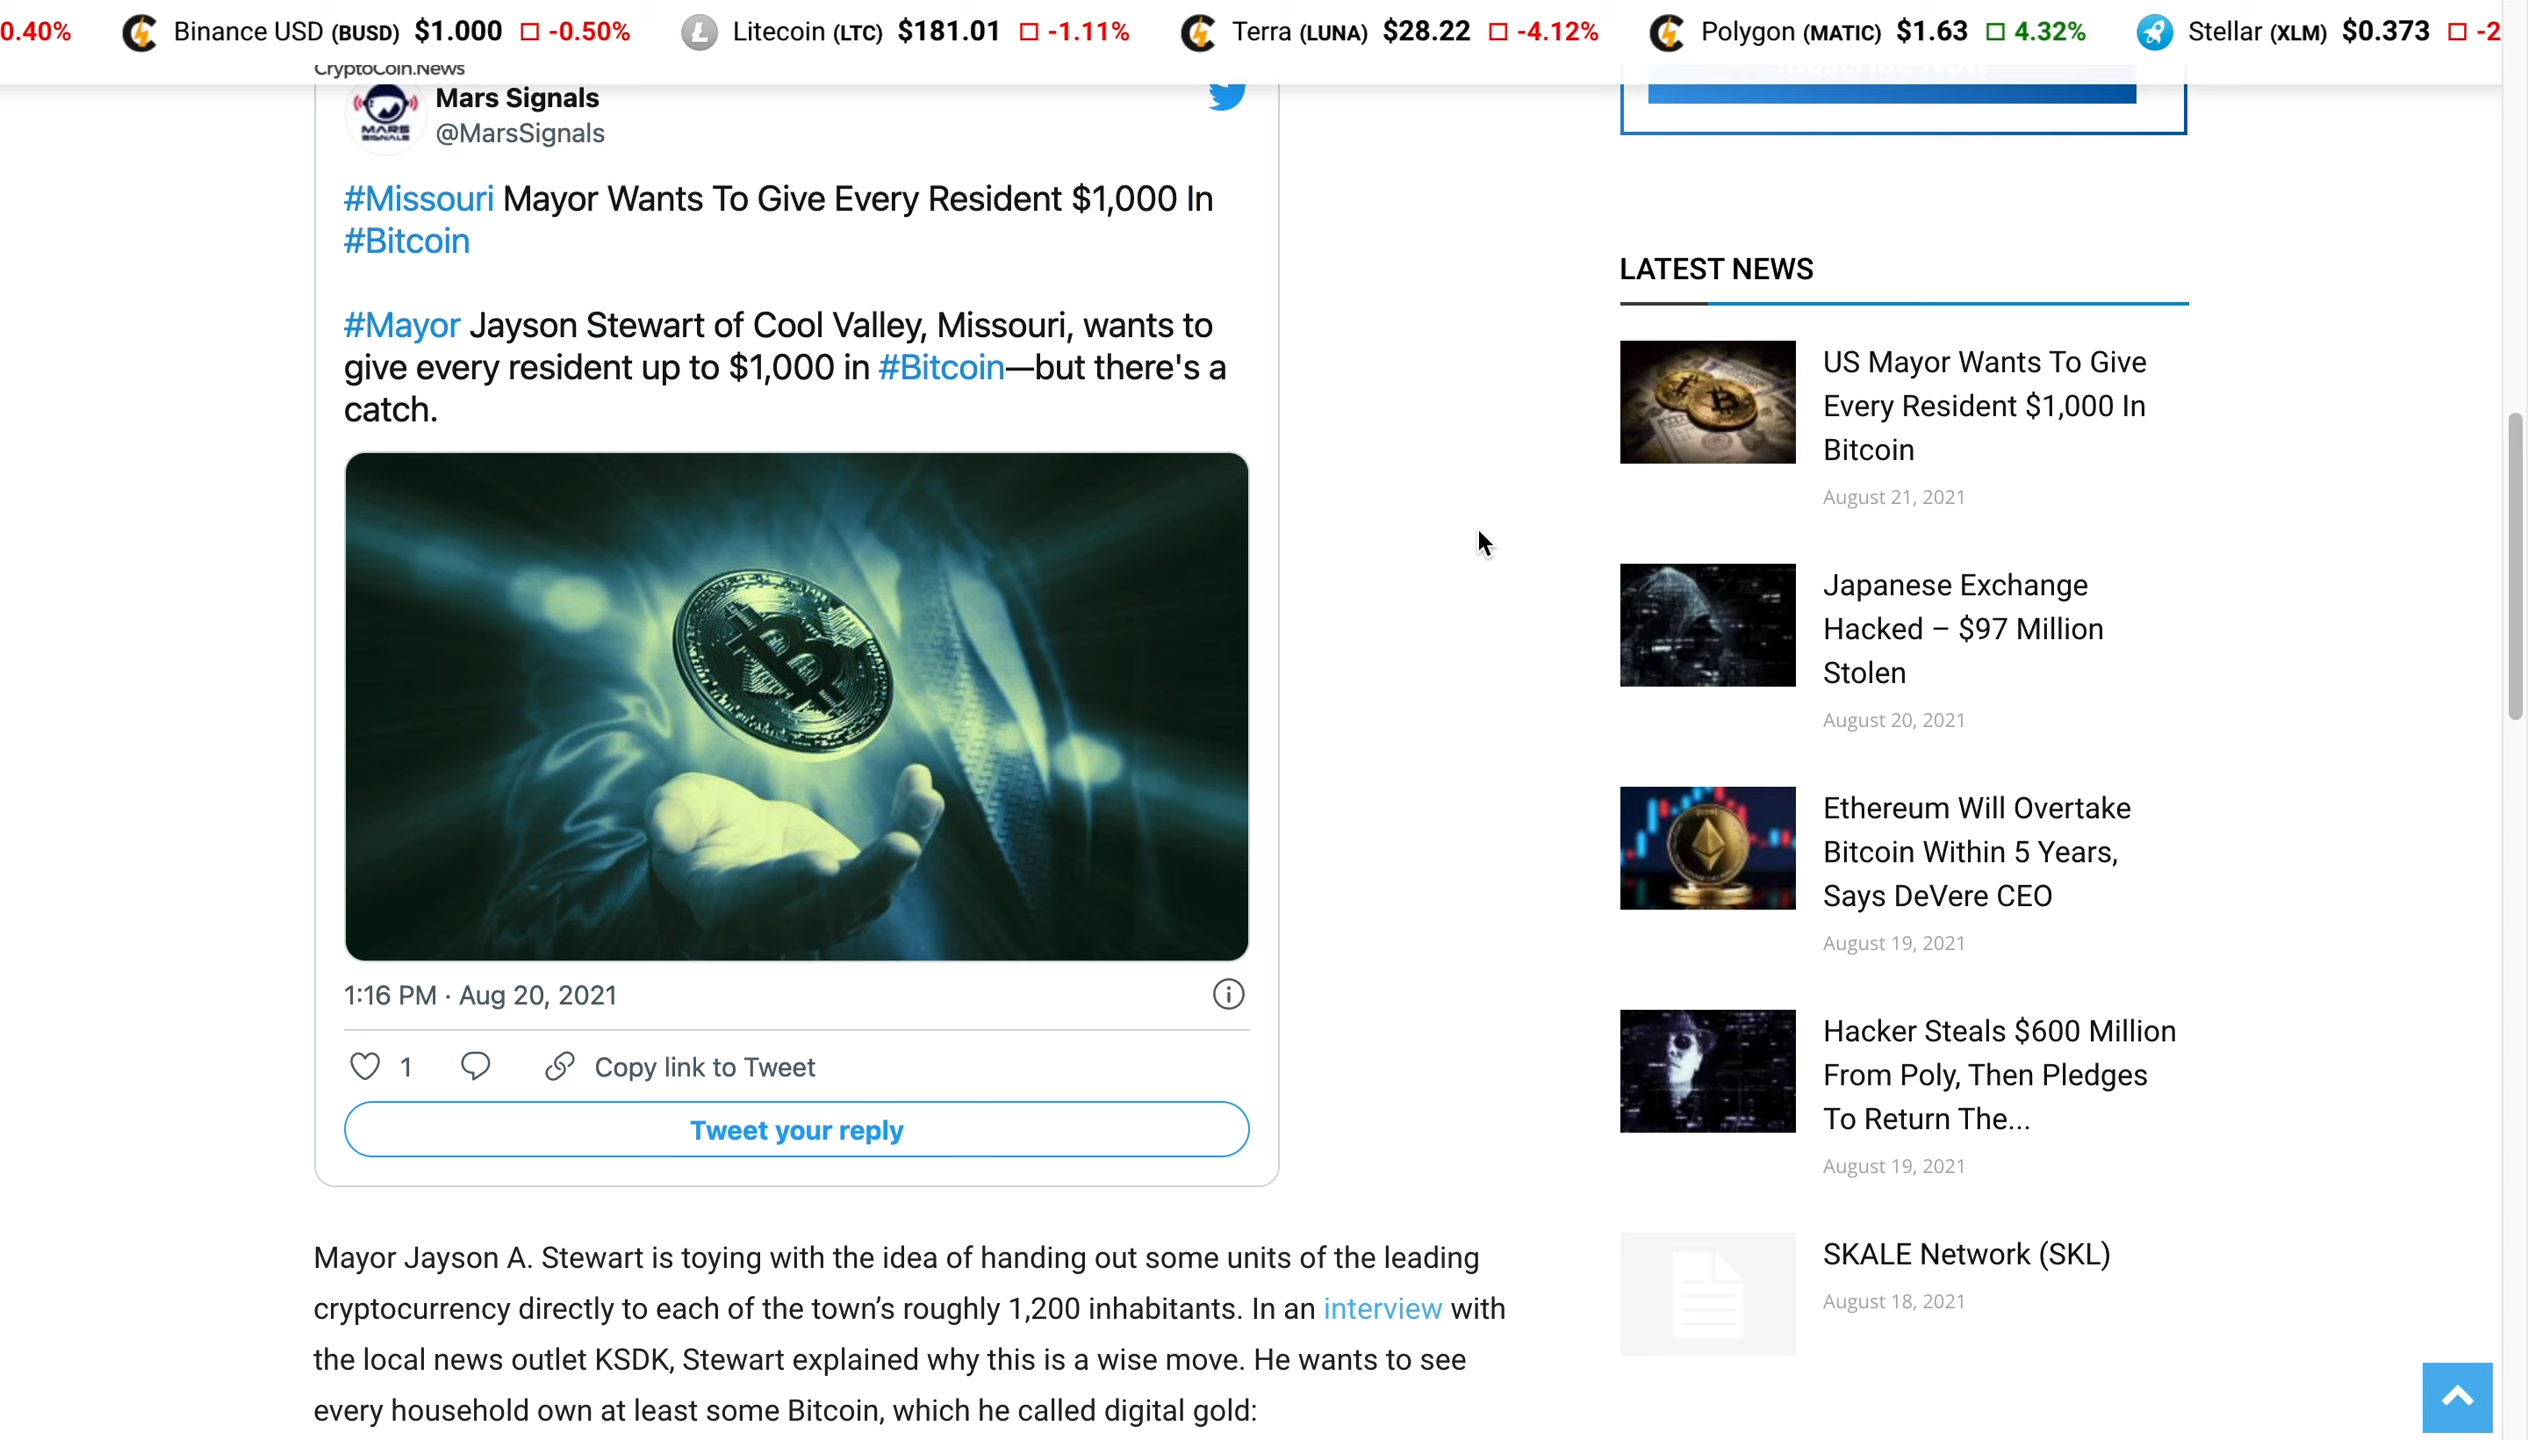 0.40% Binance USD (BUSD) $1.000 -0.50% Litecoin (LTC) $181.01 -1.11% Terra (LUNA) $28.22 -4.12% Polygon (MATIC) $1.63 4.32% Stellar (XLM) $0.373 -2
CryptoCoin.News
Subscribe Now
MARS
SIGNALS
Mars Signals
@MarsSignals
#Missouri Mayor Wants To Give Every Resident $1,000 In
#Bitcoin
#Mayor Jayson Stewart of Cool Valley, Missouri, wants to
give every resident up to $1,000 in #Bitcoin—but there's a
catch.
1:16 PM · Aug 20, 2021
1 Copy link to Tweet
Tweet your reply
Mayor Jayson A. Stewart is toying with the idea of handing out some units of the leading
cryptocurrency directly to each of the town’s roughly 1,200 inhabitants. In an interview with
the local news outlet KSDK, Stewart explained why this is a wise move. He wants to see
every household own at least some Bitcoin, which he called digital gold:
LATEST NEWS
US Mayor Wants To Give
Every Resident $1,000 In
Bitcoin
August 21, 2021
Japanese Exchange
Hacked – $97 Million
Stolen
August 20, 2021
Ethereum Will Overtake
Bitcoin Within 5 Years,
Says DeVere CEO
August 19, 2021
Hacker Steals $600 Million
From Poly, Then Pledges
To Return The...
August 19, 2021
SKALE Network (SKL)
August 18, 2021